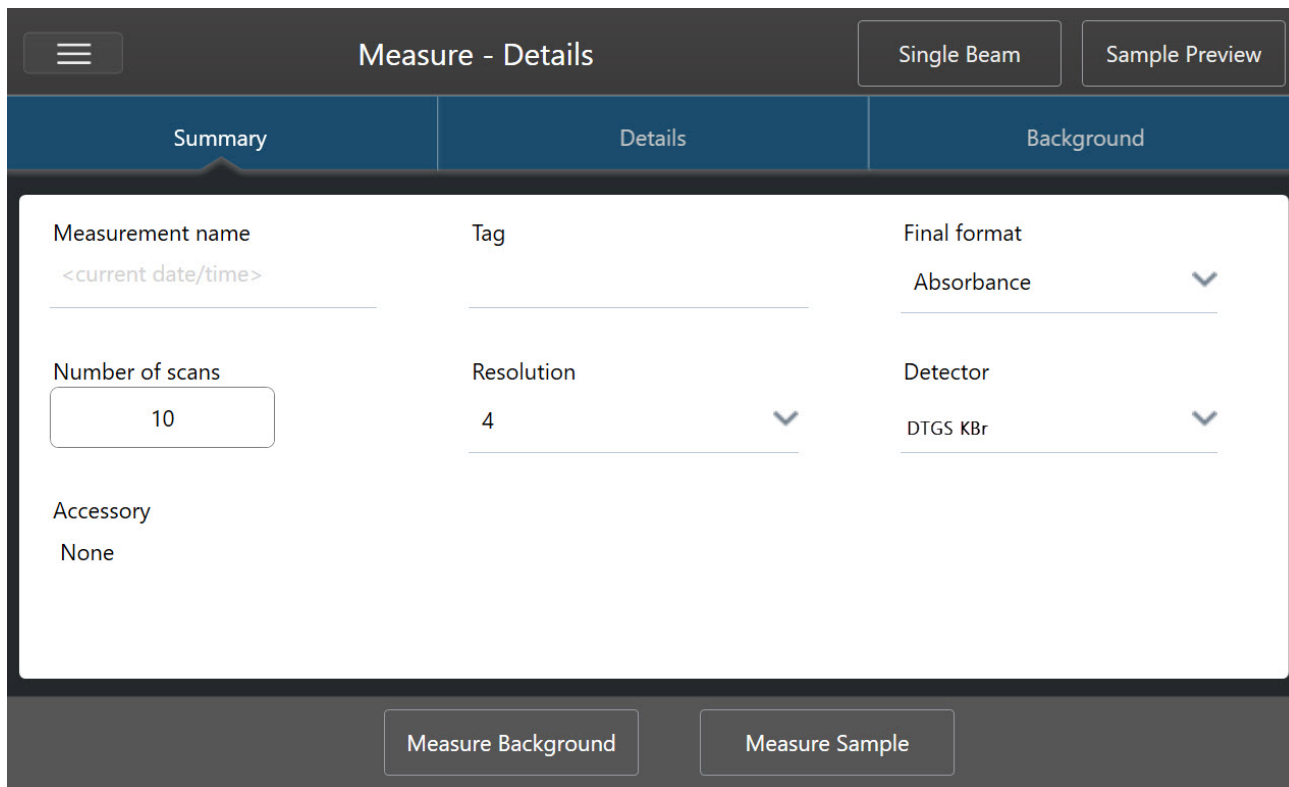 Measure - Details
Single Beam
Sample Preview
Summary
Details
Background
Measurement name
<current date/time>
Tag
Final format
Absorbance
Number of scans
10
Resolution
4
Detector
DTGS KBr
Accessory
None
Measure Background
Measure Sample